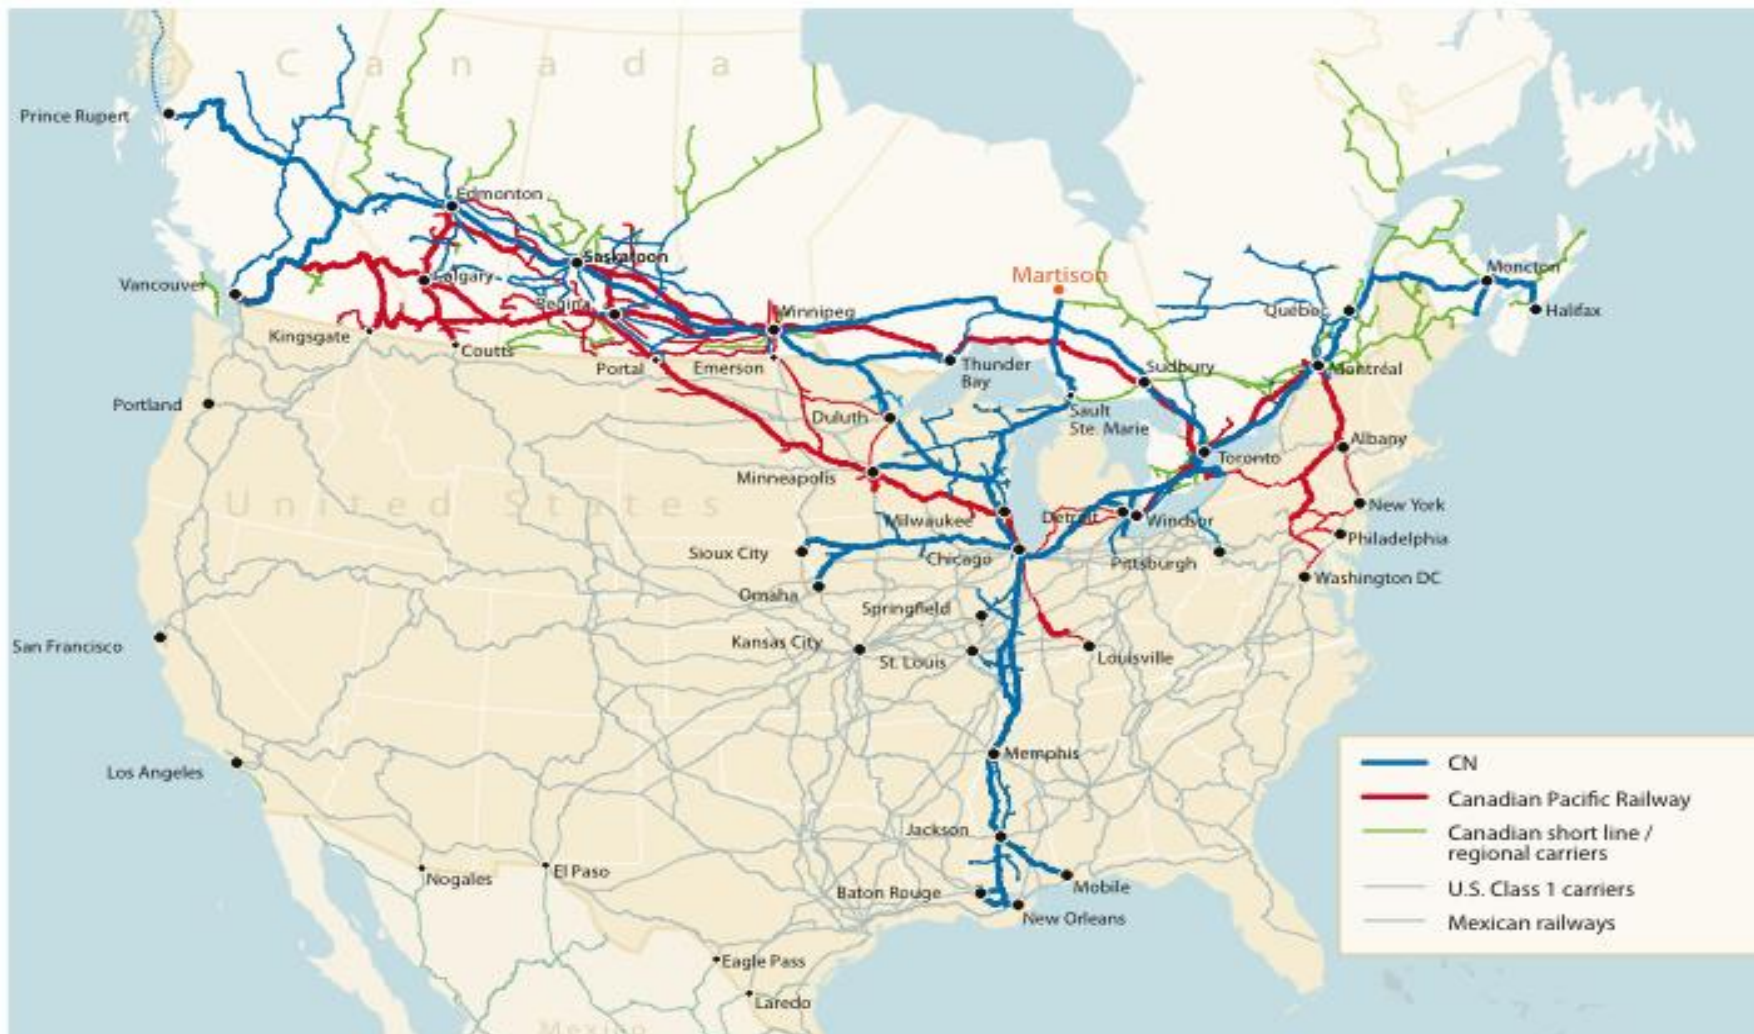 Canada
Prince Rupert
Edmonton
Saskatoon
Vancouver
Calgary
Regina
Winnipeg
Martison
Moncton
Québec
Halifax
Kingsgate
Coutts
Portal
Emerson
Thunder
Bay
Sudbury
Montréal
Portland
Duluth
Sault
Ste. Marie
Albany
Toronto
Minneapolis
United States
New York
Milwaukee
Detroit
Windsor
Philadelphia
Sioux City
Chicago
Pittsburgh
Washington DC
Omaha
Springfield
San Francisco
Kansas City
St. Louis
Louisville
Memphis
Los Angeles
Jackson
Nogales
El Paso
Baton Rouge
Mobile
New Orleans
Eagle Pass
Laredo
Mexico
CN
Canadian Pacific Railway
Canadian short line /
regional carriers
U.S. Class 1 carriers
Mexican railways